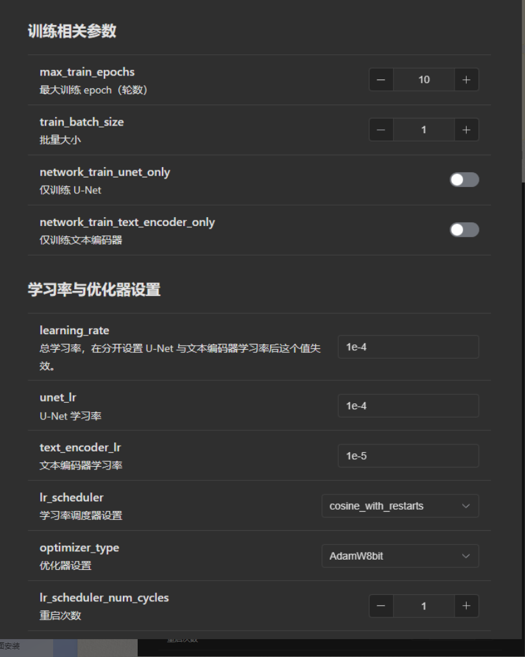 训练相关参数
max_train_epochs
最大训练 epoch（轮数）
10
train_batch_size
批量大小
1
network_train_unet_only
仅训练 U-Net
network_train_text_encoder_only
仅训练文本编码器
学习率与优化器设置
learning_rate
总学习率，在分开设置 U-Net 与文本编码器学习率后这个值失
效。
1e-4
unet_lr
U-Net 学习率
1e-4
text_encoder_lr
文本编码器学习率
1e-5
lr_scheduler
学习率调度器设置
cosine_with_restarts
optimizer_type
优化器设置
AdamW8bit
lr_scheduler_num_cycles
重启次数
1